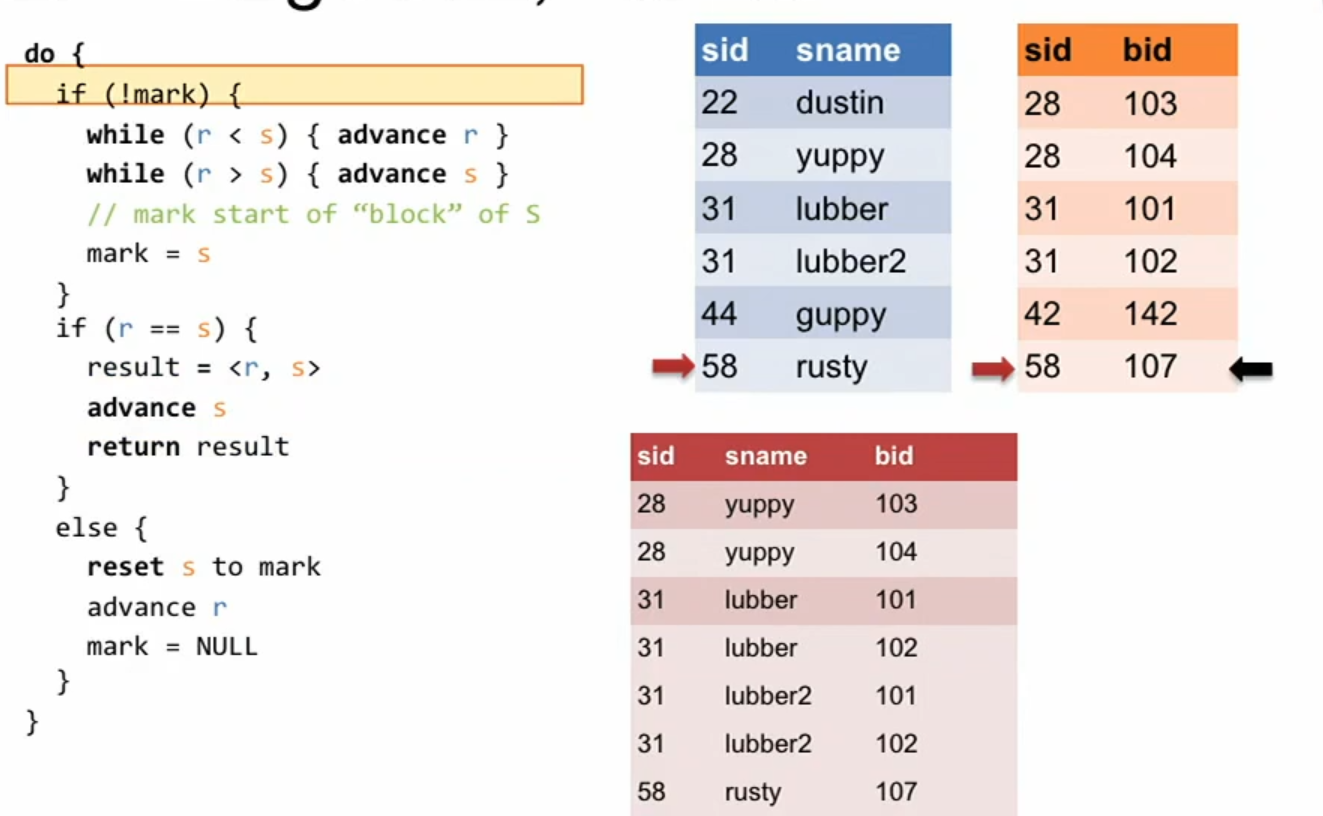 do {
if (!mark) {
while (r < s) { advance r }
while (r > s) { advance s }
// mark start of “block” of S
mark = s
}
if (r == s) {
result = <r, s>
advance s
return result
}
else {
reset s to mark
advance r
mark = NULL
}
}
sid sname
22 dustin
28 yuppy
31 lubber
31 lubber2
44 guppy
58 rusty
sid bid
28 103
28 104
31 101
31 102
42 142
58 107
sid sname bid
28 yuppy 103
28 yuppy 104
31 lubber 101
31 lubber 102
31 lubber2 101
31 lubber2 102
58 rusty 107